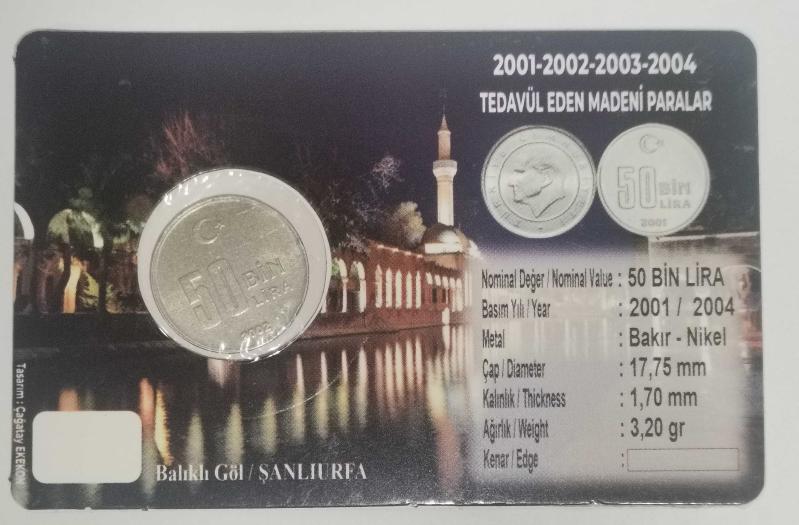 2001-2002-2003-2004
TEDAVÜL EDEN MADENİ PARALAR
50 BİN
LİRA
2001
50 BİN
LİRA
Nominal Değer / Nominal Value : 50 BİN LİRA
Basım Yılı / Year : 2001 / 2004
Metal : Bakır - Nikel
Çap / Diameter : 17,75 mm
Kalınlık / Thickness : 1,70 mm
Ağırlık / Weight : 3,20 gr
Kenar / Edge :
Tasarım : Çağatay EKEKON
Balıklı Göl / ŞANLIURFA